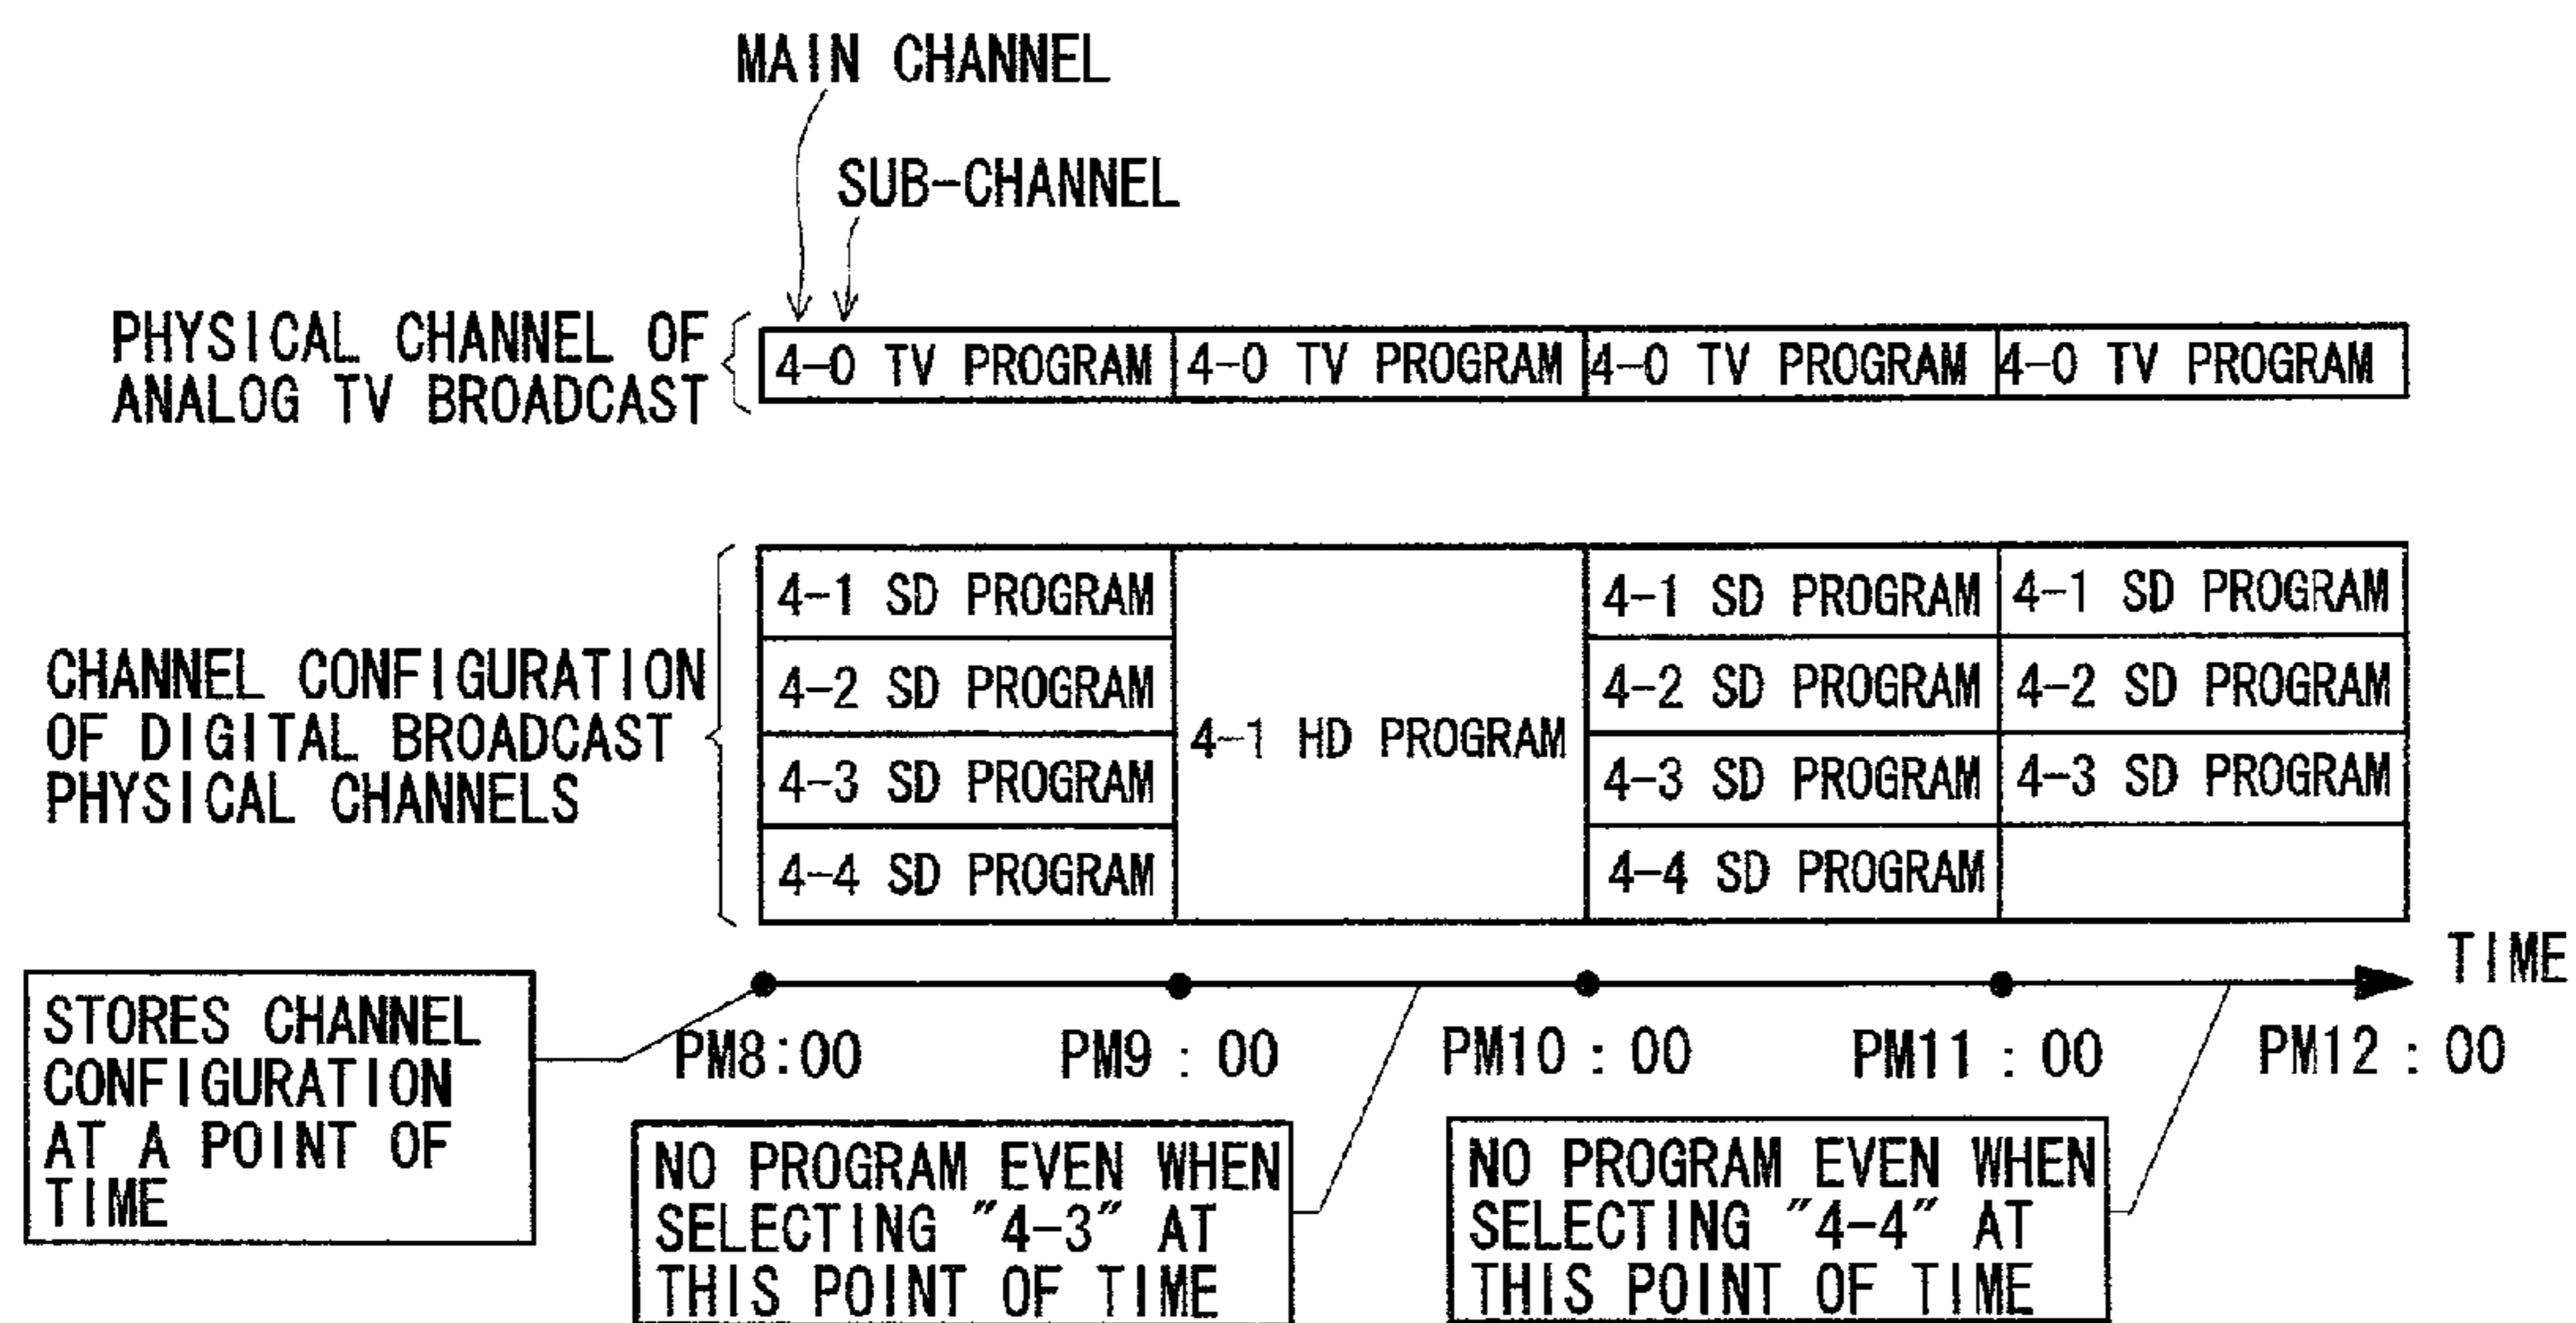 MAIN CHANNEL
SUB-CHANNEL
PHYSICAL CHANNEL OF
ANALOG TV BROADCAST
4-0 TV PROGRAM
4-0 TV PROGRAM
4-0 TV PROGRAM
4-0 TV PROGRAM
CHANNEL CONFIGURATION
OF DIGITAL BROADCAST
PHYSICAL CHANNELS
4-1 SD PROGRAM
4-2 SD PROGRAM
4-3 SD PROGRAM
4-4 SD PROGRAM
4-1 HD PROGRAM
4-1 SD PROGRAM
4-2 SD PROGRAM
4-3 SD PROGRAM
4-4 SD PROGRAM
4-1 SD PROGRAM
4-2 SD PROGRAM
4-3 SD PROGRAM
TIME
PM8:00
PM9:00
PM10:00
PM11:00
PM12:00
STORES CHANNEL
CONFIGURATION
AT A POINT OF
TIME
NO PROGRAM EVEN WHEN
SELECTING "4-3" AT
THIS POINT OF TIME
NO PROGRAM EVEN WHEN
SELECTING "4-4" AT
THIS POINT OF TIME